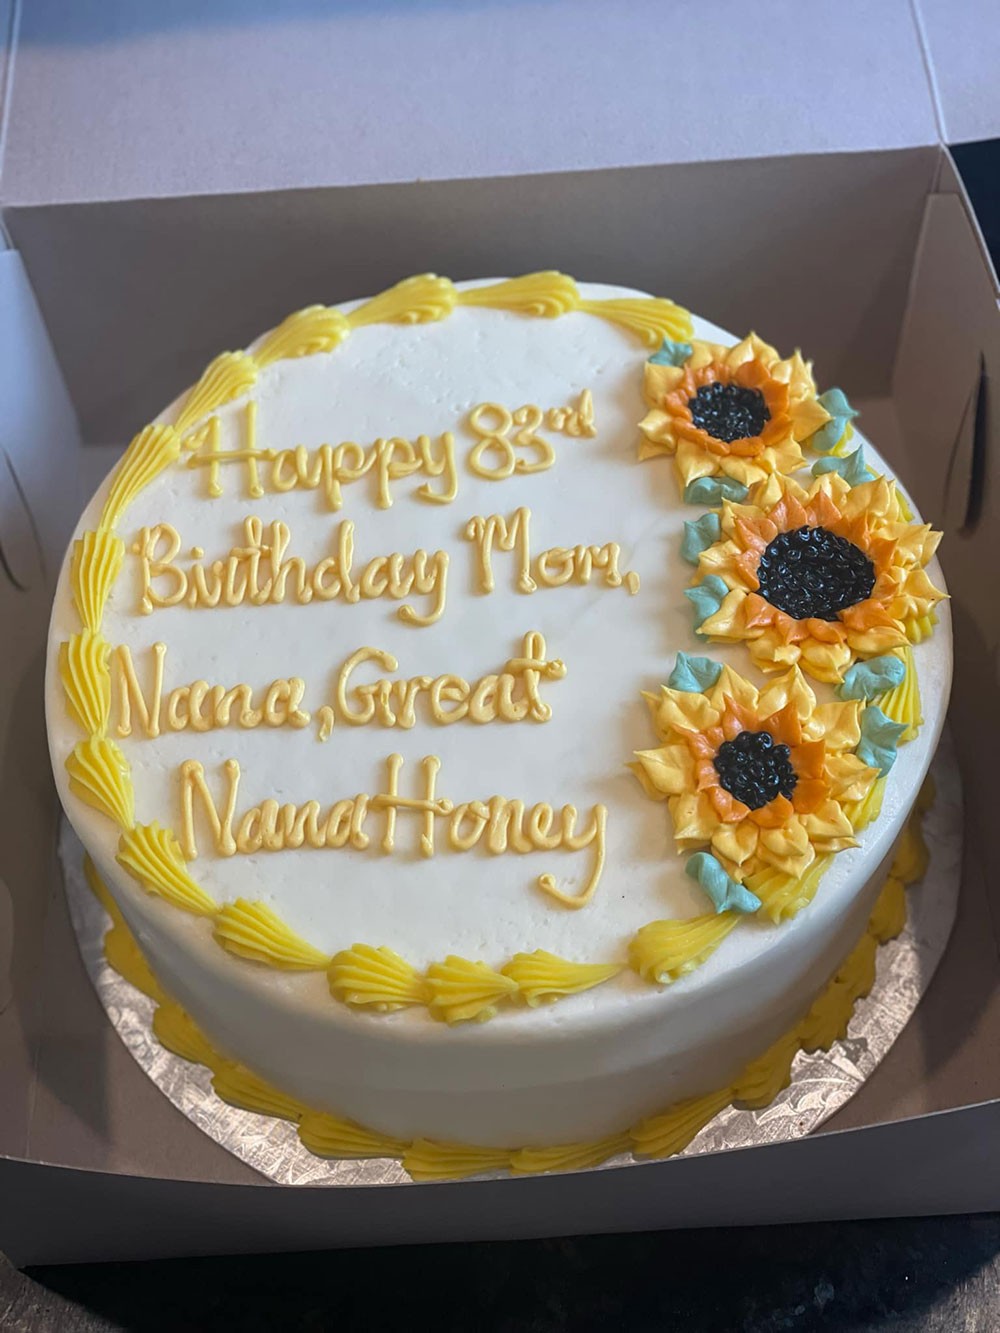 Happy 83rd
Birthday Mom,
Nana, Great
Nana Honey